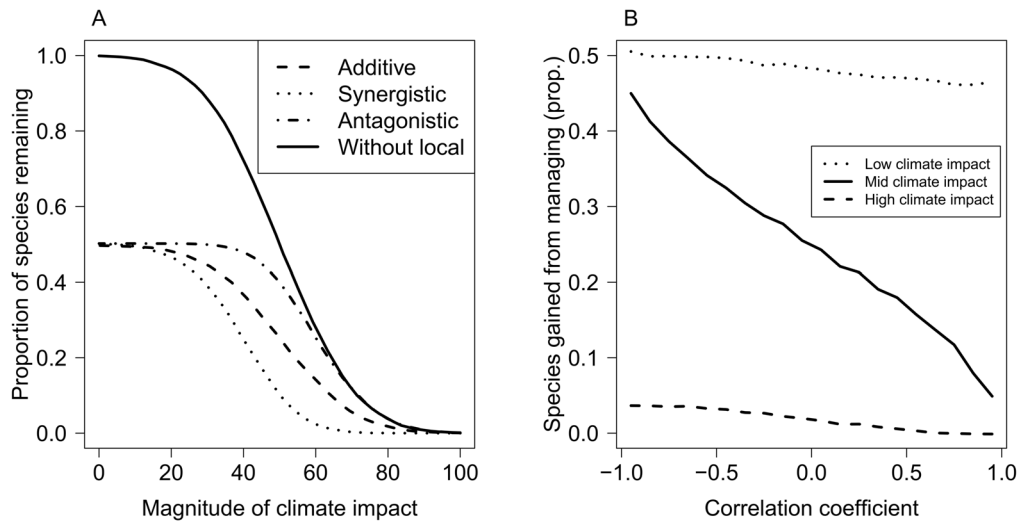 A
Proportion of species remaining
1.0
0.8
0.6
0.4
0.2
0.0
Additive
Synergistic
Antagonistic
Without local
0 20 40 60 80 100
Magnitude of climate impact
B
Species gained from managing (prop.)
0.5
0.4
0.3
0.2
0.1
0.0
Low climate impact
Mid climate impact
High climate impact
−1.0 −0.5 0.0 0.5 1.0
Correlation coefficient